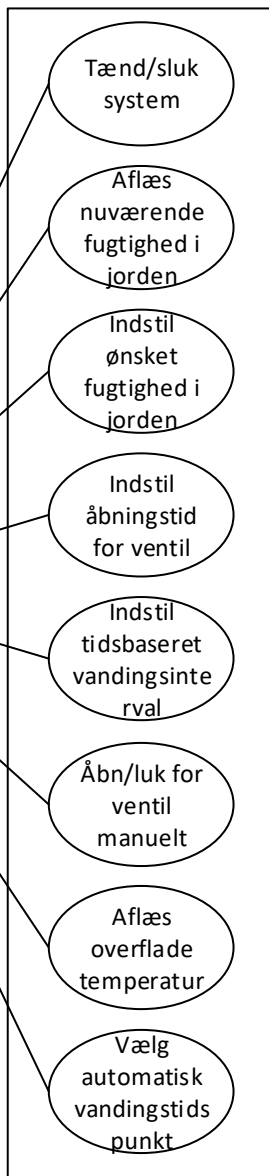 Tænd/sluk
system
Aflæs
nuværende
fugtighed i
jorden
Indstil
ønsket
fugtighed i
jorden
Indstil
åbningstid
for ventil
Indstil
tidsbaseret
vandingsinte
rval
Åbn/luk for
ventil
manuelt
Aflæs
overflade
temperatur
Vælg
automatisk
vandingstids
punkt